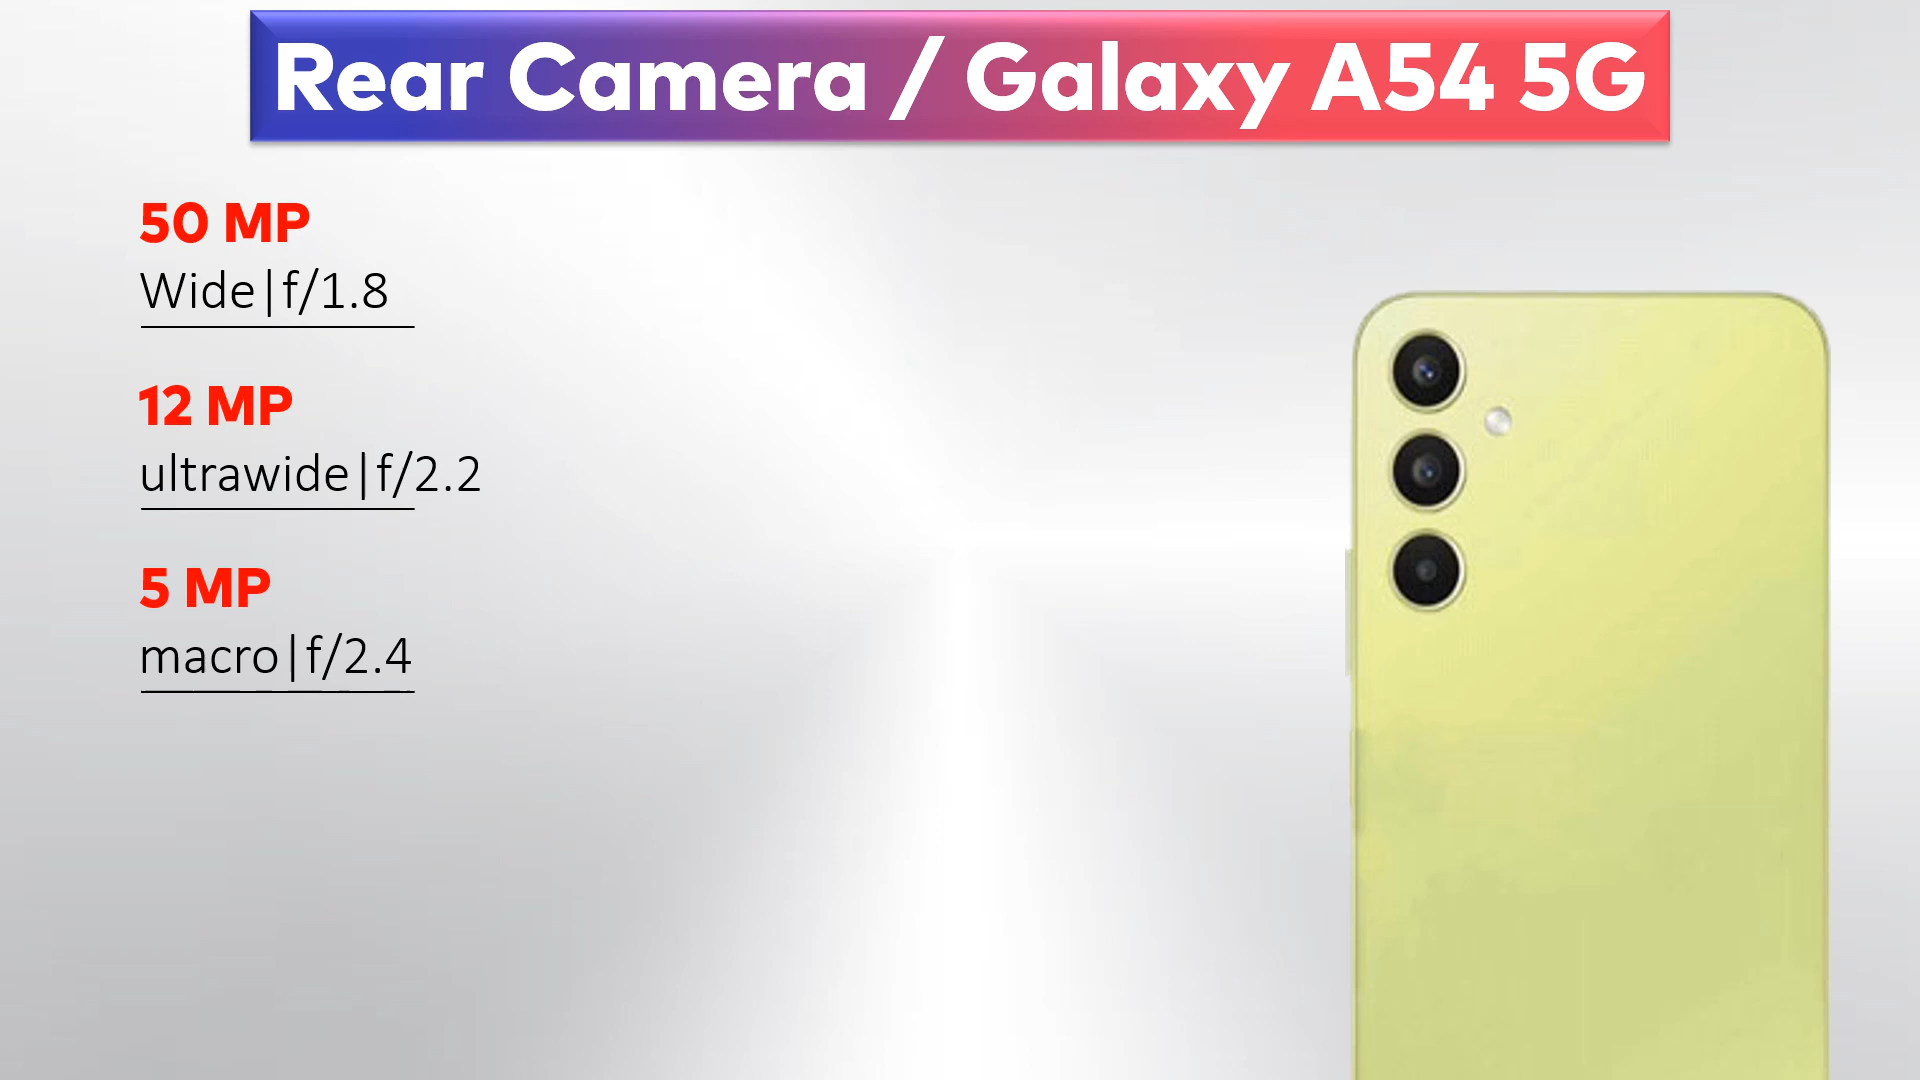 Rear Camera / Galaxy A54 5G
50 MP
Wide|f/1.8
12 MP
ultrawide|f/2.2
5 MP
macro|f/2.4